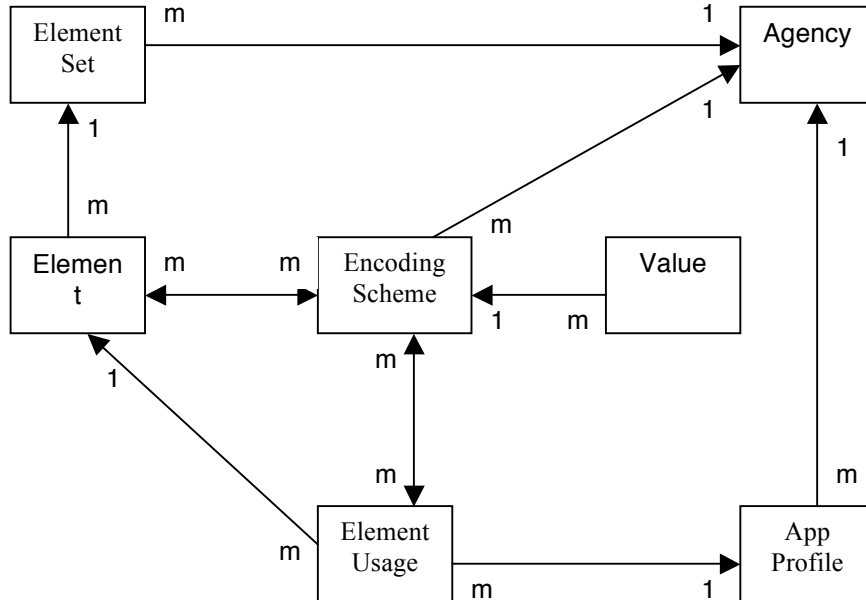 m
1
Element
Set
Agency
1
1
1
m
m
Elemen
t
m
m
Encoding
Scheme
Value
1
m
m
1
m
m
m
Element
Usage
App
Profile
m
1